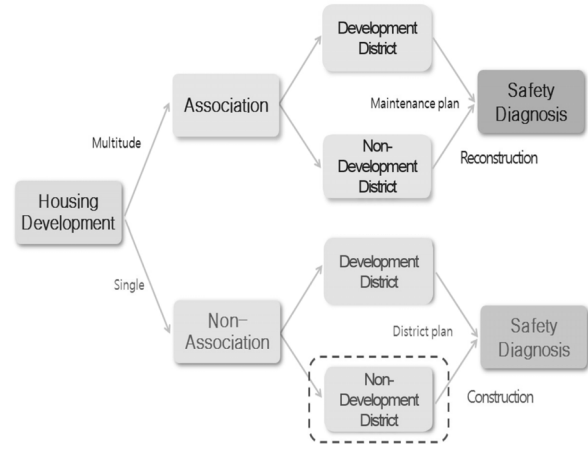 Development
District
Association
Maintenance plan
Safety
Diagnosis
Multitude
Non-
Development
District
Reconstruction
Housing
Development
Single
Development
District
Non-
Association
District plan
Safety
Diagnosis
Non-
Development
District
Construction